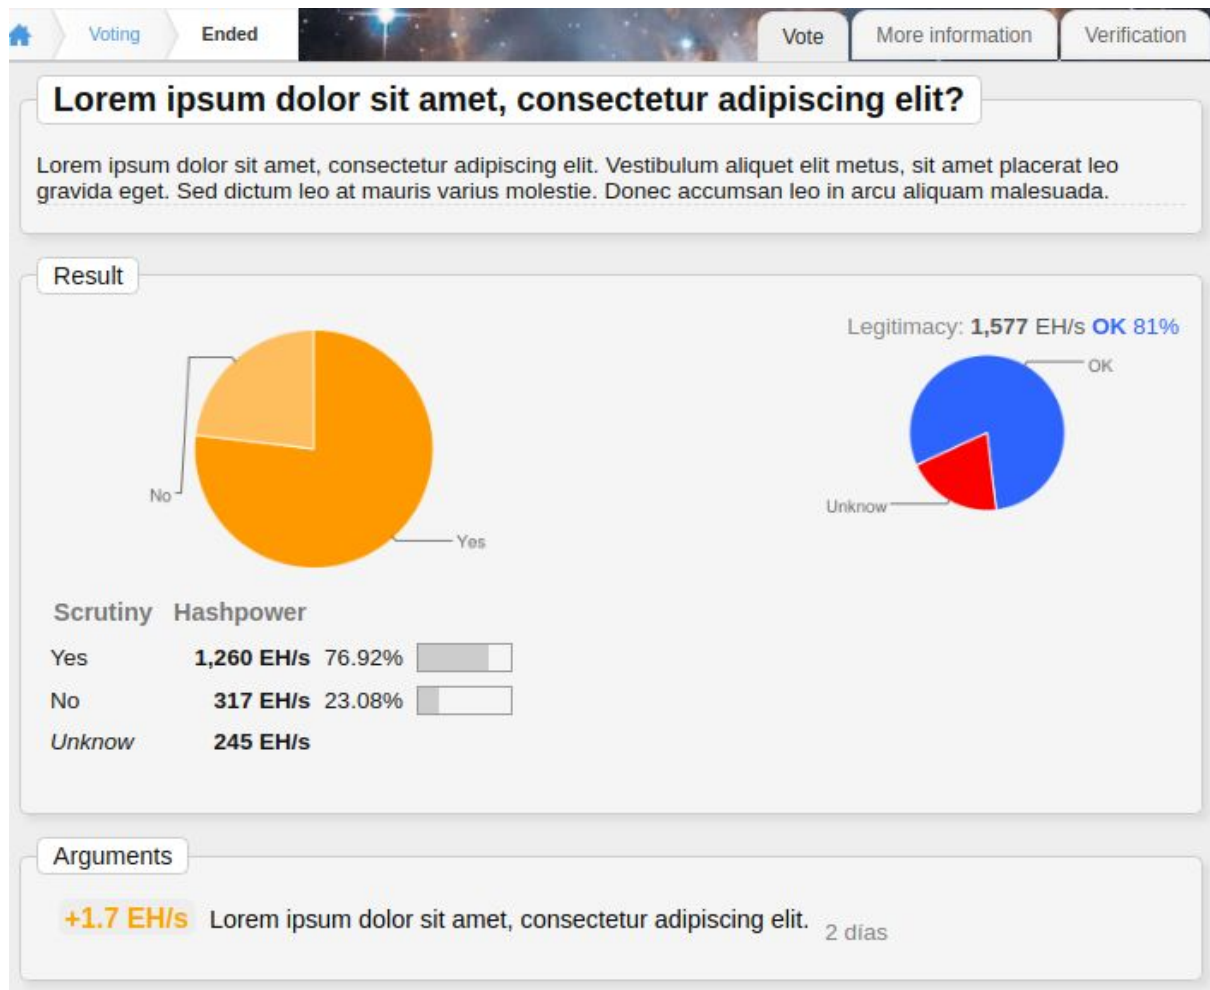 Voting Ended Vote More information Verification
Lorem ipsum dolor sit amet, consectetur adipiscing elit?
Lorem ipsum dolor sit amet, consectetur adipiscing elit. Vestibulum aliquet elit metus, sit amet placerat leo
gravida eget. Sed dictum leo at mauris varius molestie. Donec accumsan leo in arcu aliquam malesuada.
Result
No
Yes
Legitimacy: 1,577 EH/s OK 81%
OK
Unknow
Scrutiny Hashpower
Yes 1,260 EH/s 76.92%
No 317 EH/s 23.08%
Unknow 245 EH/s
Arguments
+1.7 EH/s Lorem ipsum dolor sit amet, consectetur adipiscing elit. 2 días